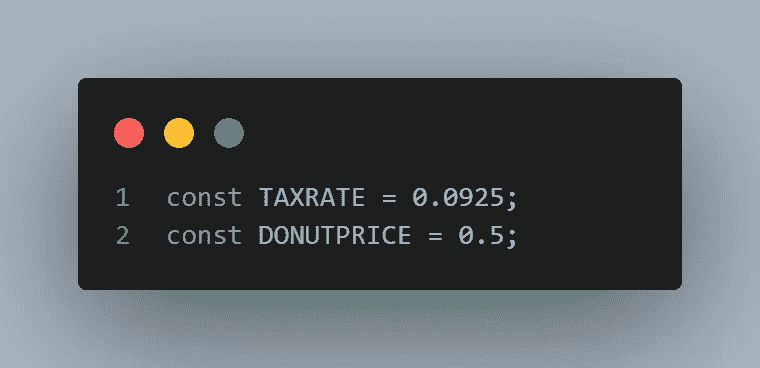 1 const TAXRATE = 0.0925;
2 const DONUTPRICE = 0.5;